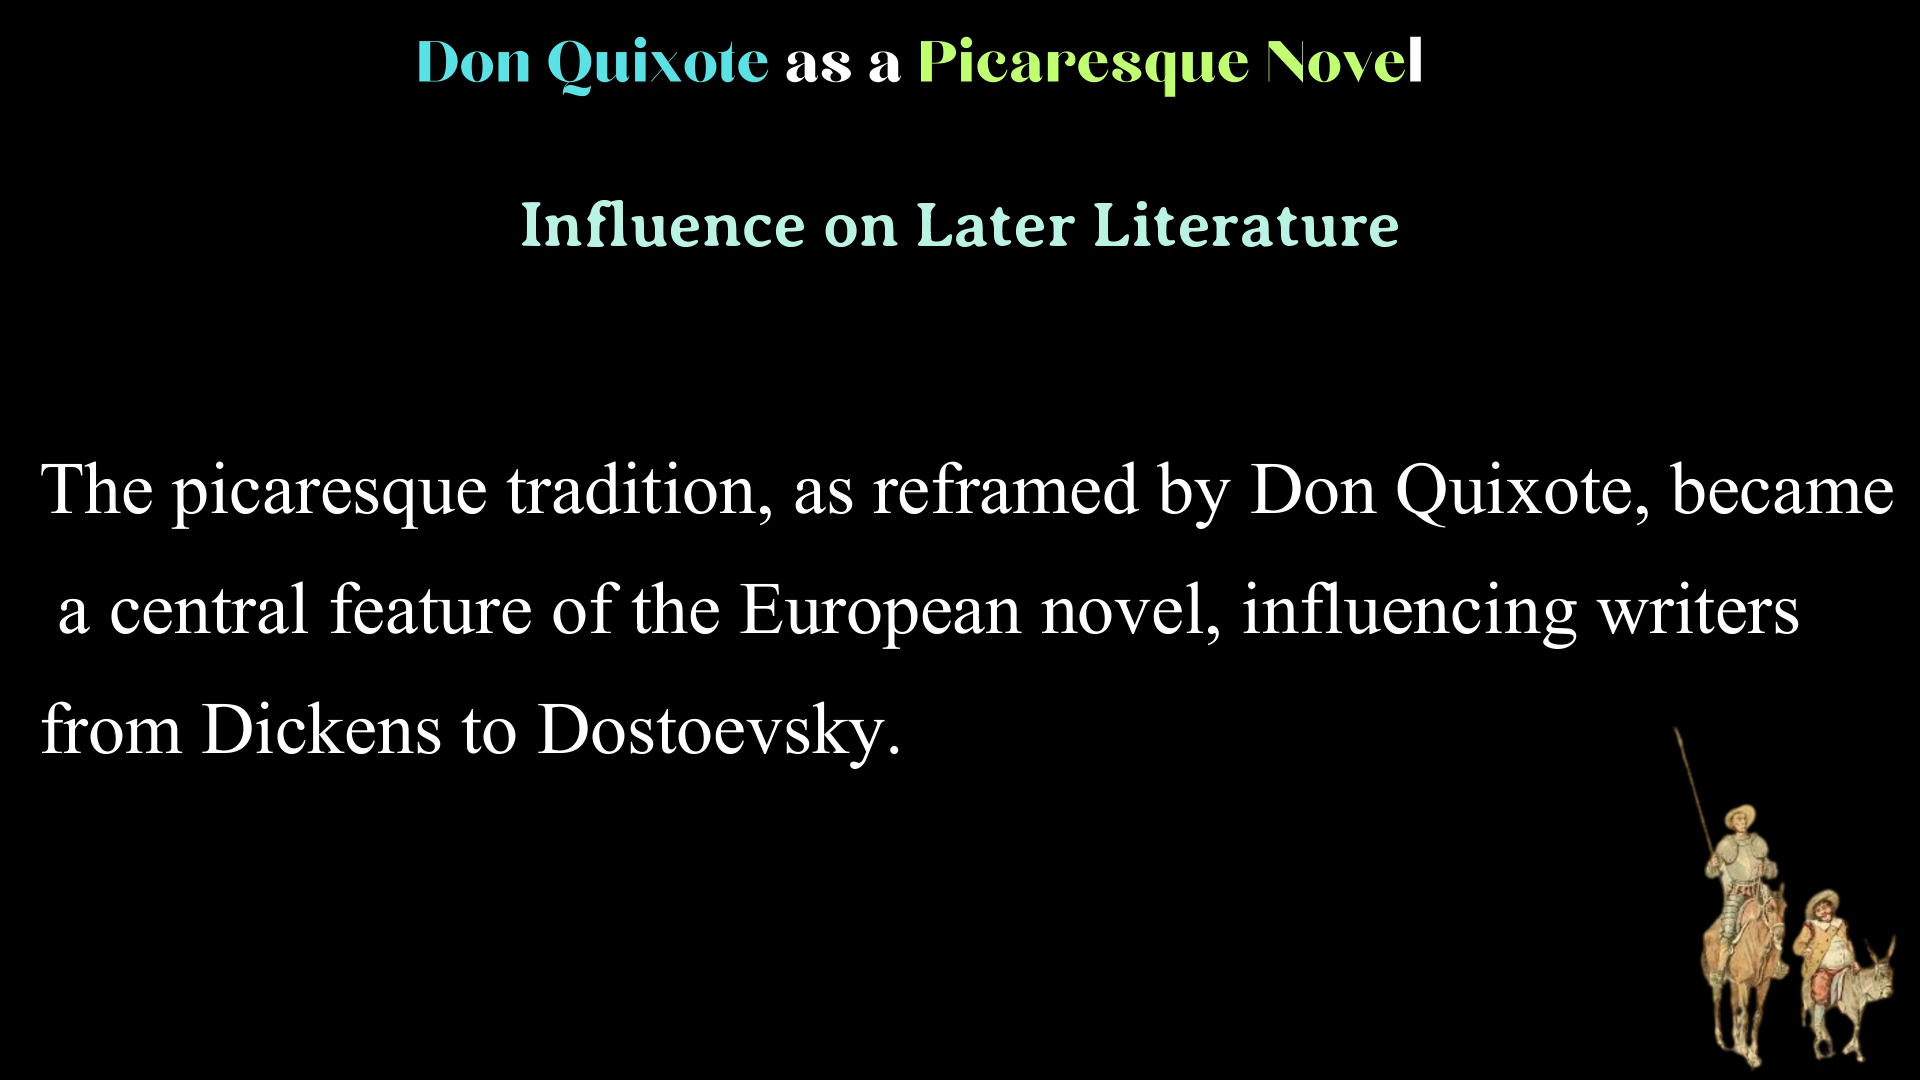 Don Quixote as a Picaresque Novel
Influence on Later Literature
The picaresque tradition, as reframed by Don Quixote, became
a central feature of the European novel, influencing writers
from Dickens to Dostoevsky.